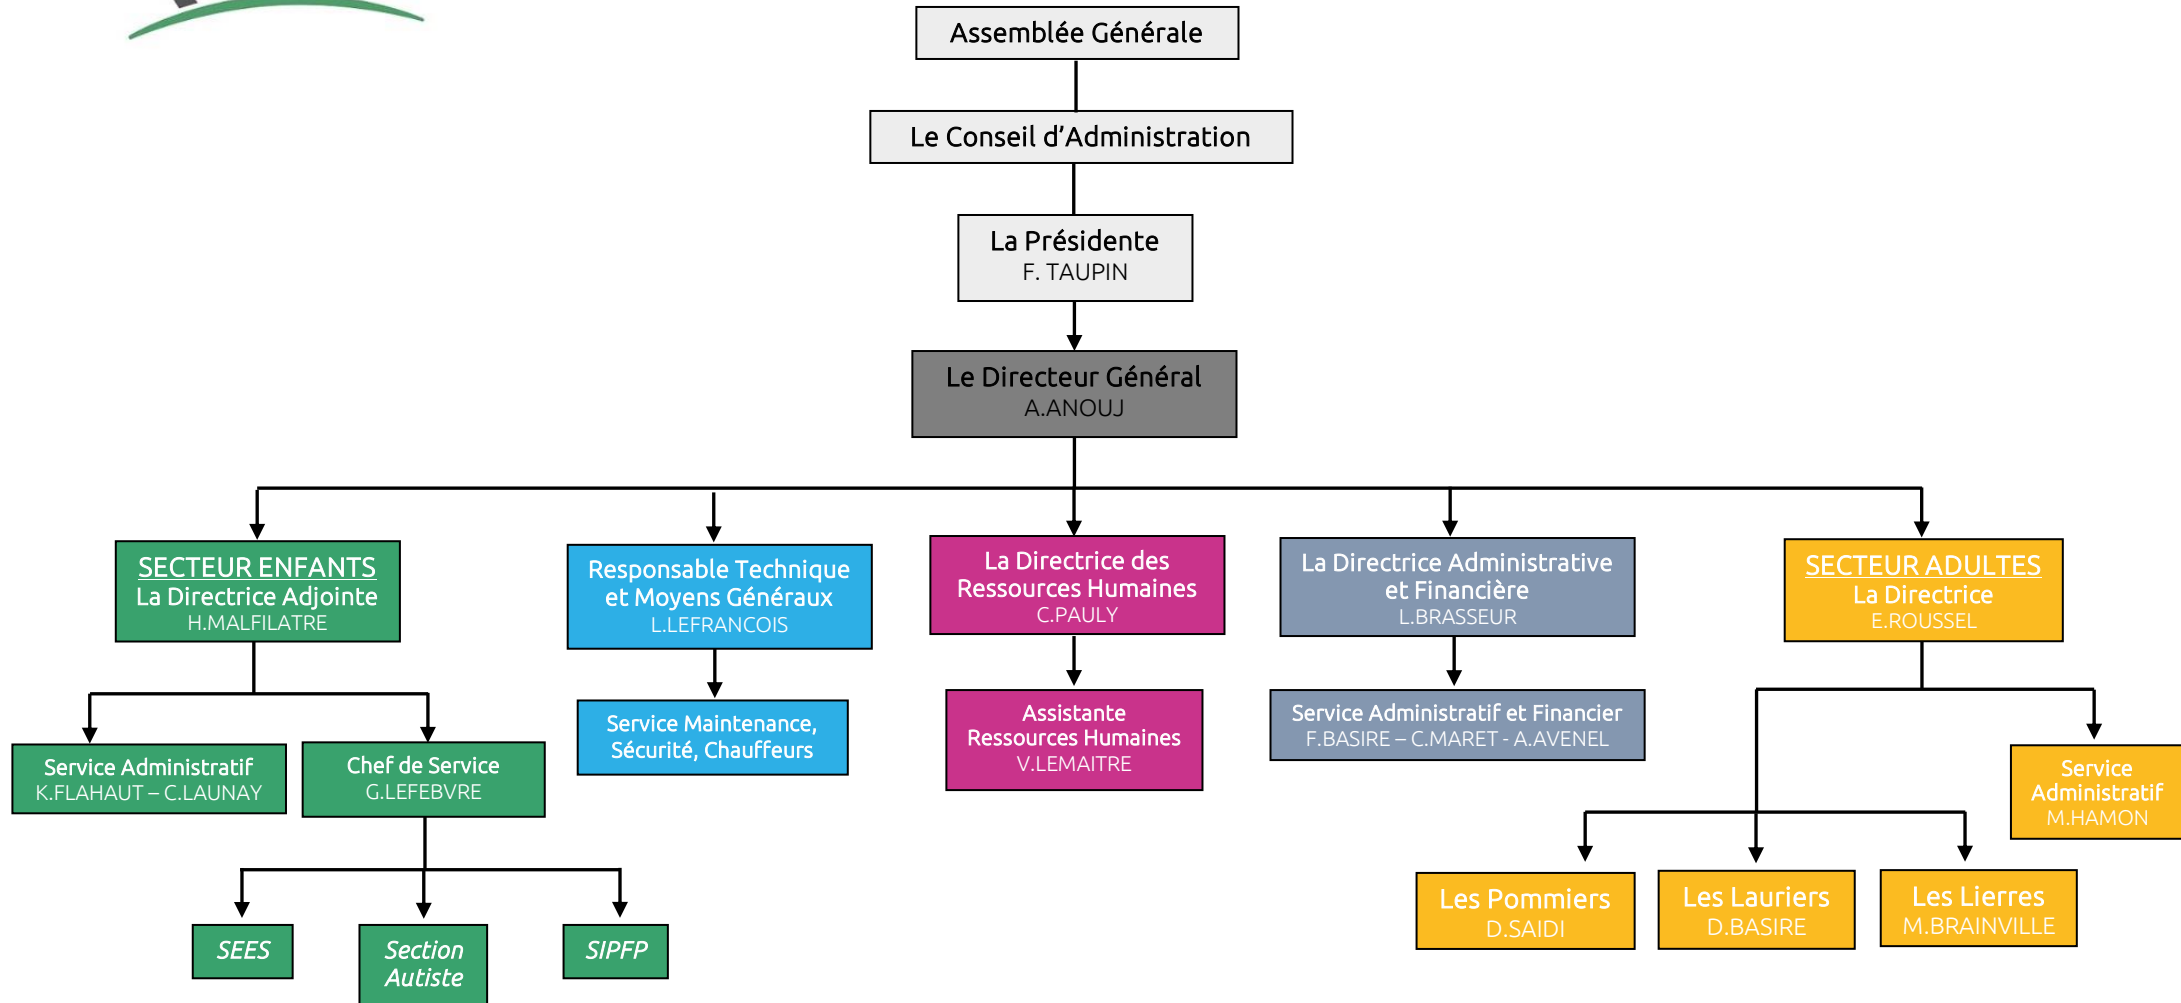 Assemblée Générale
Le Conseil d’Administration
La Présidente
F. TAUPIN
Le Directeur Général
A.ANOUJ
SECTEUR ENFANTS
La Directrice Adjointe
H.MALFILATRE
Responsable Technique
et Moyens Généraux
L.LEFRANCOIS
La Directrice des
Ressources Humaines
C.PAULY
La Directrice Administrative
et Financière
L.BRASSEUR
SECTEUR ADULTES
La Directrice
E.ROUSSEL
Service Administratif
K.FLAHAUT – C.LAUNAY
Chef de Service
G.LEFEBVRE
Service Maintenance,
Sécurité, Chauffeurs
Assistante
Ressources Humaines
V.LEMAITRE
Service Administratif et Financier
F.BASIRE – C.MARET - A.AVENEL
Service
Administratif
M.HAMON
Les Pommiers
D.SAIDI
Les Lauriers
D.BASIRE
Les Lierres
M.BRAINVILLE
SEES
Section
Autiste
SIPFP